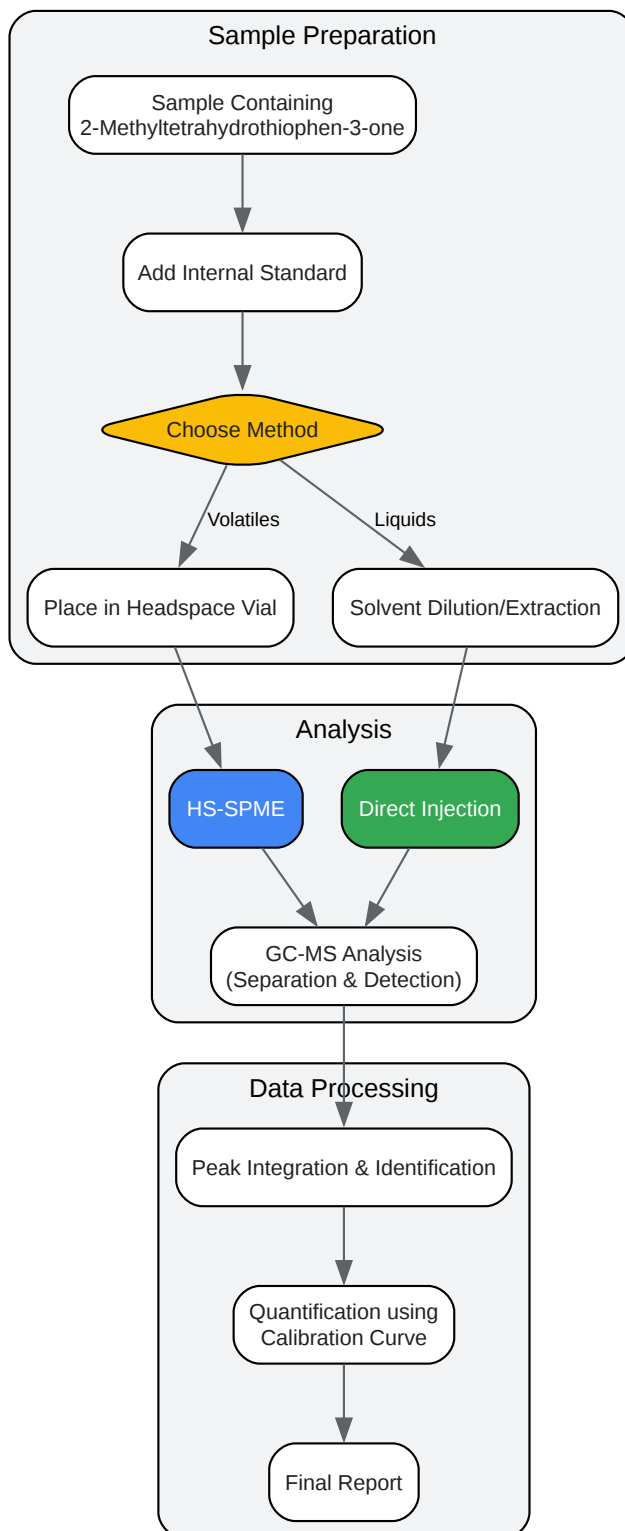 Sample Preparation
Sample Containing
2-Methyltetrahydrothiophen-3-one
Add Internal Standard
Choose Method
Volatiles
Liquids
Place in Headspace Vial
Solvent Dilution/Extraction
Analysis
HS-SPME
Direct Injection
GC-MS Analysis
(Separation & Detection)
Data Processing
Peak Integration & Identification
Quantification using
Calibration Curve
Final Report